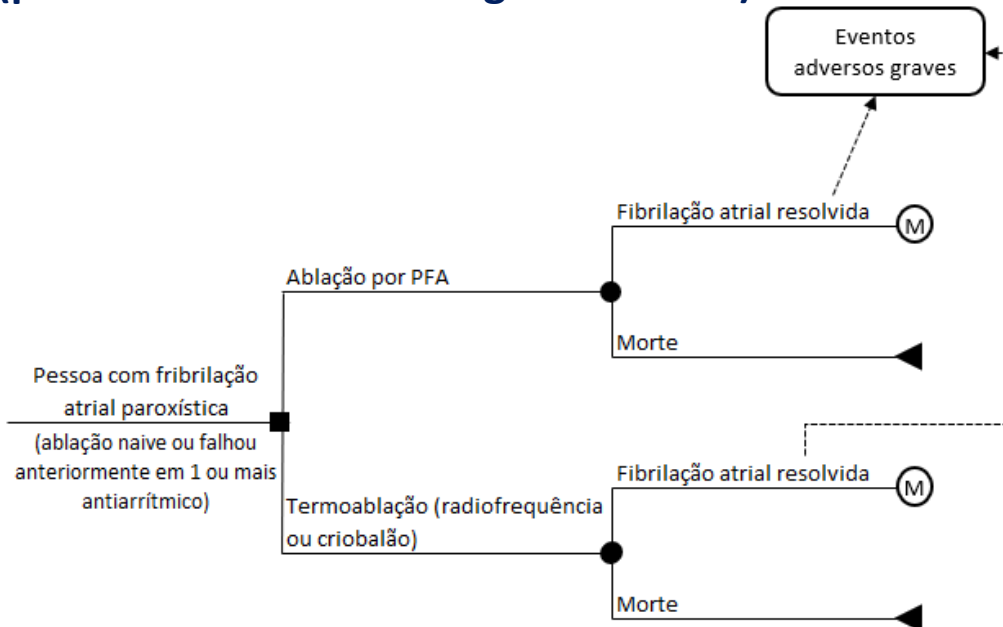 Eventos
adversos graves
Fibrilação atrial resolvida
M
Ablação por PFA
Morte
Pessoa com fribrilação
atrial paroxística
(ablação naive ou falhou
anteriormente em 1 ou mais
antiarrítmico)
Fibrilação atrial resolvida
M
Termoablação (radiofrequência
ou criobalão)
Morte